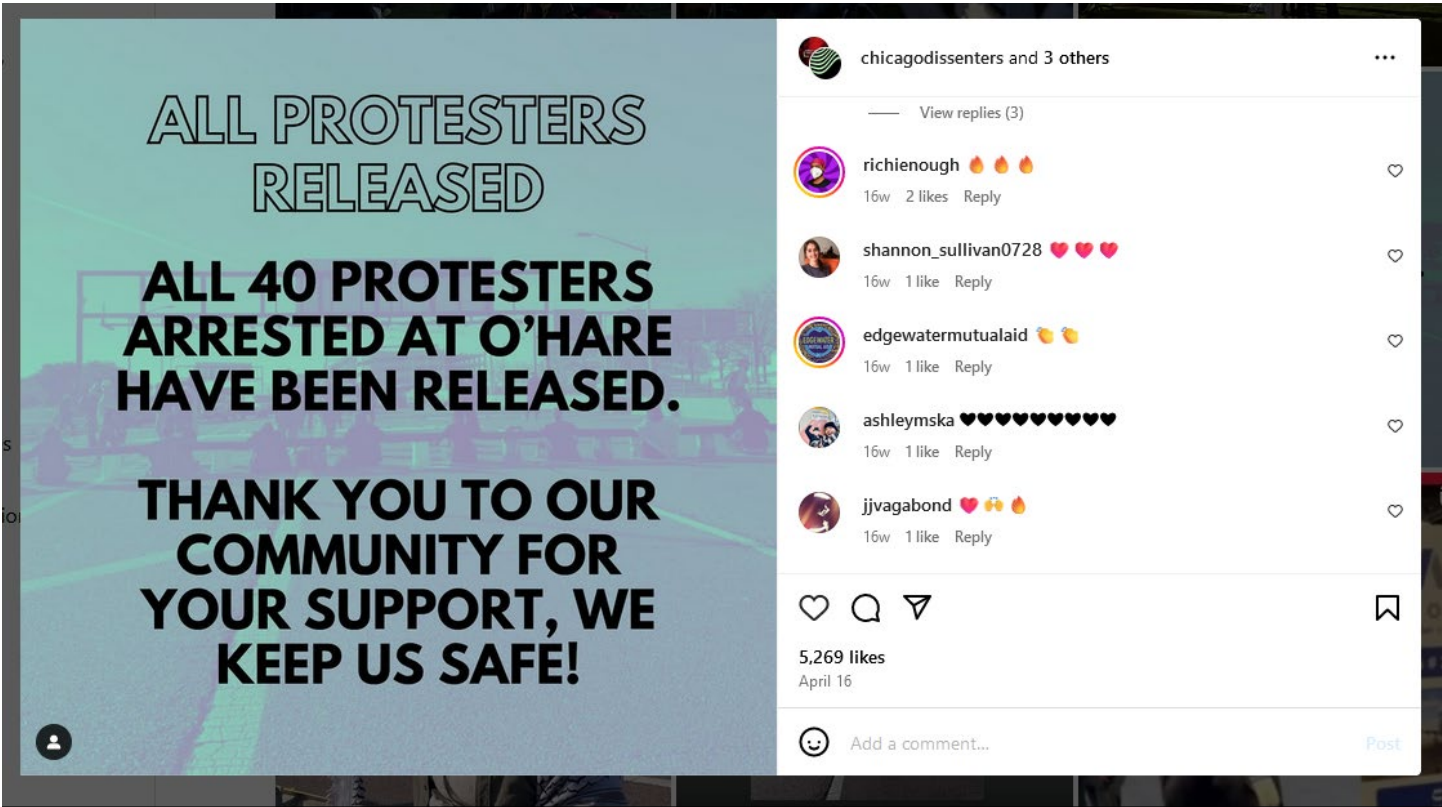 ALL PROTESTERS
RELEASED
ALL 40 PROTESTERS
ARRESTED AT O'HARE
HAVE BEEN RELEASED.
THANK YOU TO OUR
COMMUNITY FOR
YOUR SUPPORT, WE
KEEP US SAFE!
chicagodissenters and 3 others
View replies (3)
richienough 🔥 🔥 🔥
16w 2 likes Reply
shannon_sullivan0728 ❤️ ❤️ ❤️
16w 1 like Reply
edgewatermutualaid 👏 👏
16w 1 like Reply
ashleymska 🖤🖤🖤🖤🖤🖤🖤🖤🖤
16w 1 like Reply
jjvagabond ❤️ 🙌 🔥
16w 1 like Reply
5,269 likes
April 16
Add a comment...
Post